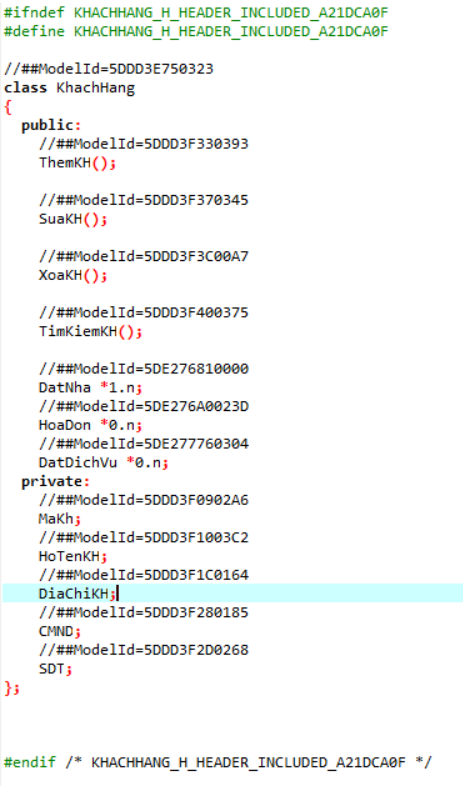 #ifndef KHACHHANG_H_HEADER_INCLUDED_A21DCA0F
#define KHACHHANG_H_HEADER_INCLUDED_A21DCA0F
//##ModelId=5DDD3E750323
class KhachHang
{
public:
//##ModelId=5DDD3F330393
ThemKH();
//##ModelId=5DDD3F370345
SuaKH();
//##ModelId=5DDD3F3C00A7
XoaKH();
//##ModelId=5DDD3F400375
TimKiemKH();
//##ModelId=5DE276810000
DatNha *1.n;
//##ModelId=5DE276A0023D
HoaDon *0.n;
//##ModelId=5DE277760304
DatDichVu *0.n;
private:
//##ModelId=5DDD3F0902A6
MaKh;
//##ModelId=5DDD3F1003C2
HoTenKH;
//##ModelId=5DDD3F1C0164
DiaChiKH;
//##ModelId=5DDD3F280185
CMND;
//##ModelId=5DDD3F2D0268
SDT;
};
#endif /* KHACHHANG_H_HEADER_INCLUDED_A21DCA0F */